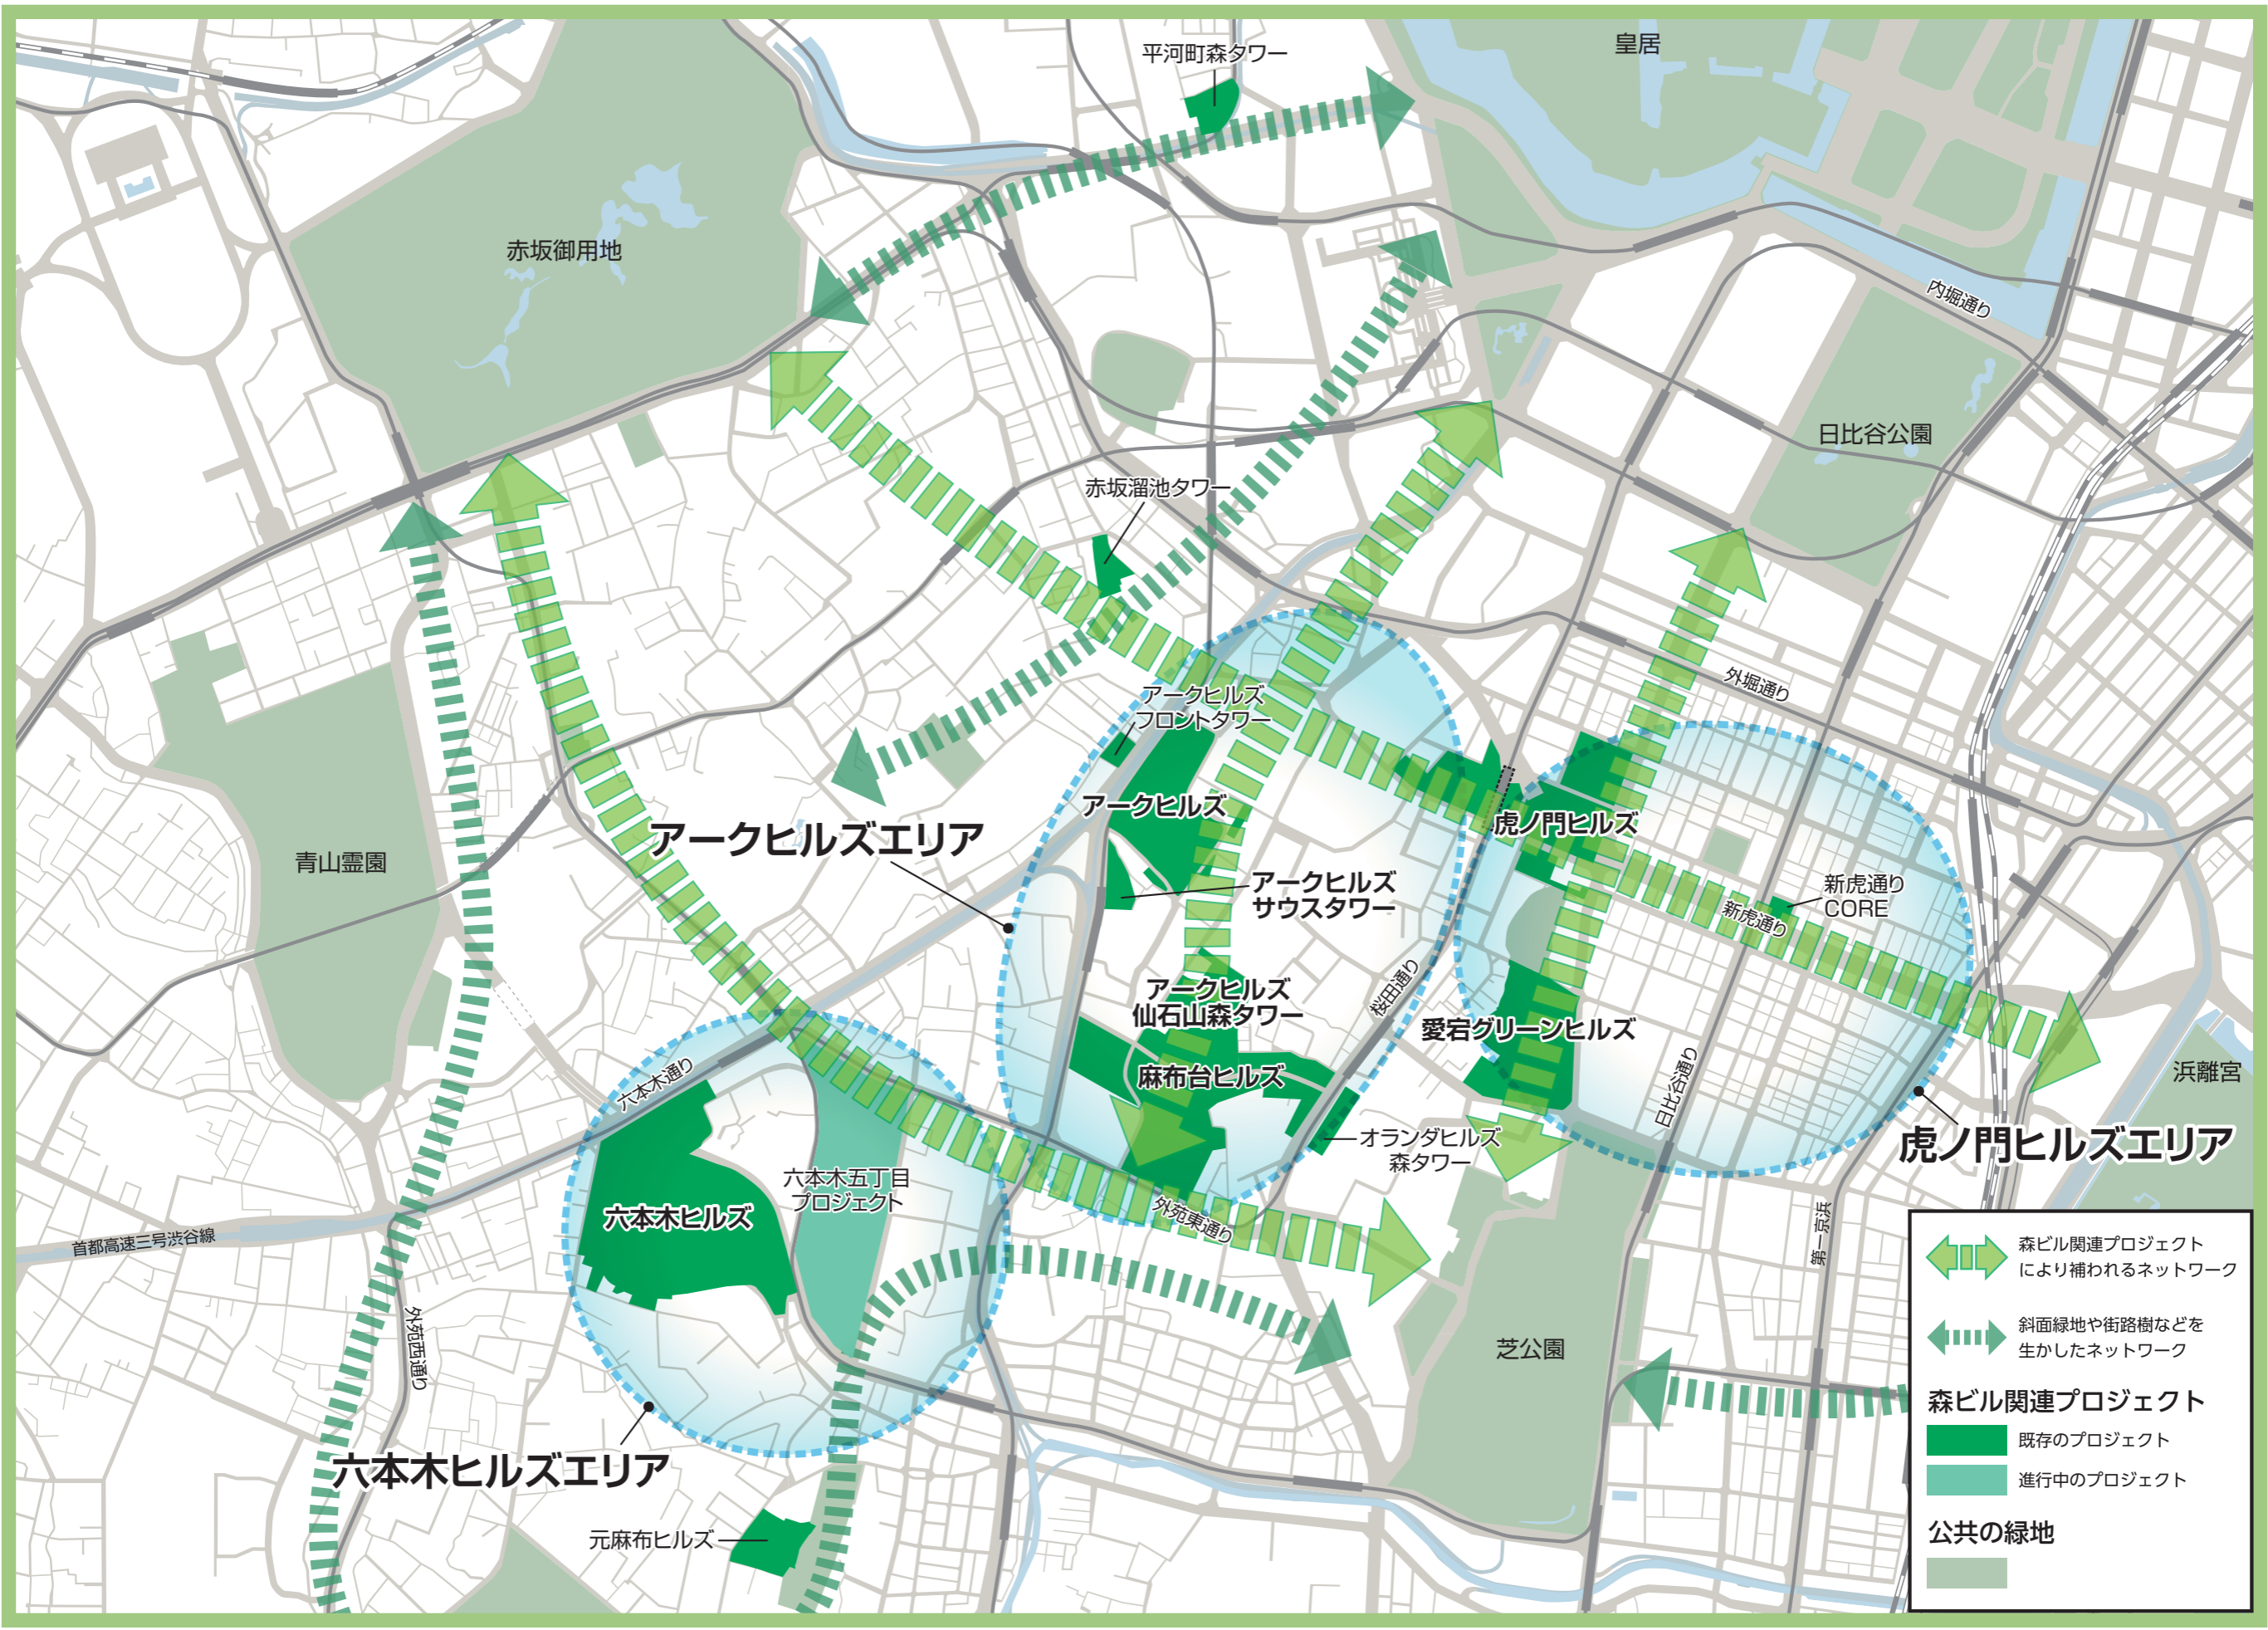 平河町森タワー
皇居
赤坂御用地
内堀通り
日比谷公園
赤坂溜池タワー
外堀通り
アークヒルズ
フロントタワー
アークヒルズ
虎ノ門ヒルズ
アークヒルズエリア
青山霊園
アークヒルズ
サウスタワー
新虎通り
CORE
新虎通り
桜田通り
アークヒルズ
仙石山森タワー
愛宕グリーンヒルズ
麻布台ヒルズ
日比谷通り
浜離宮
六本木通り
オランダヒルズ
森タワー
虎ノ門ヒルズエリア
六本木五丁目
プロジェクト
六本木ヒルズ
外苑東通り
首都高速三号渋谷線
第一京浜
外苑西通り
芝公園
六本木ヒルズエリア
元麻布ヒルズ
森ビル関連プロジェクト
により補われるネットワーク
斜面緑地や街路樹などを
生かしたネットワーク
森ビル関連プロジェクト
既存のプロジェクト
進行中のプロジェクト
公共の緑地